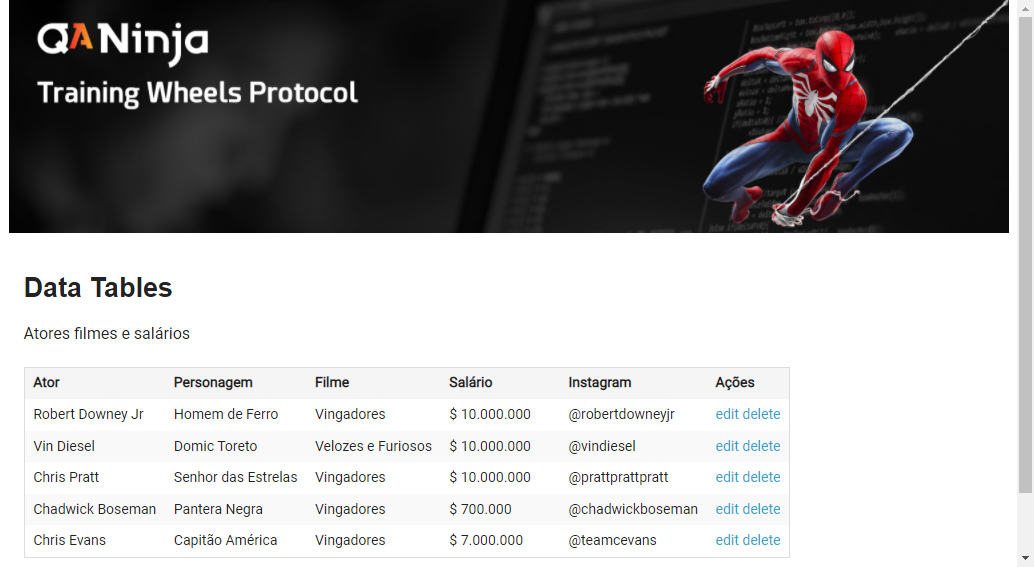 QANinja
Training Wheels Protocol
Data Tables
Atores filmes e salários
Ator Personagem Filme Salário Instagram Ações
Robert Downey Jr Homem de Ferro Vingadores $ 10.000.000 @robertdowneyjr edit delete
Vin Diesel Domic Toreto Velozes e Furiosos $ 10.000.000 @vindiesel edit delete
Chris Pratt Senhor das Estrelas Vingadores $ 10.000.000 @prattprattpratt edit delete
Chadwick Boseman Pantera Negra Vingadores $ 700.000 @chadwickboseman edit delete
Chris Evans Capitão América Vingadores $ 7.000.000 @teamcevans edit delete